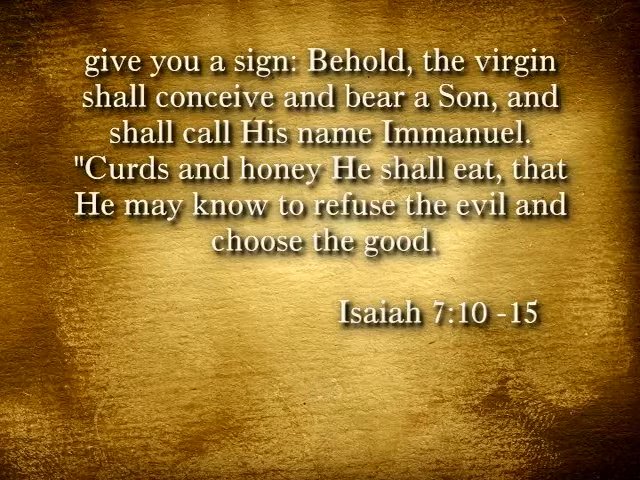 give you a sign: Behold, the virgin
shall conceive and bear a Son, and
shall call His name Immanuel.
"Curds and honey He shall eat, that
He may know to refuse the evil and
choose the good.
Isaiah 7:10 -15